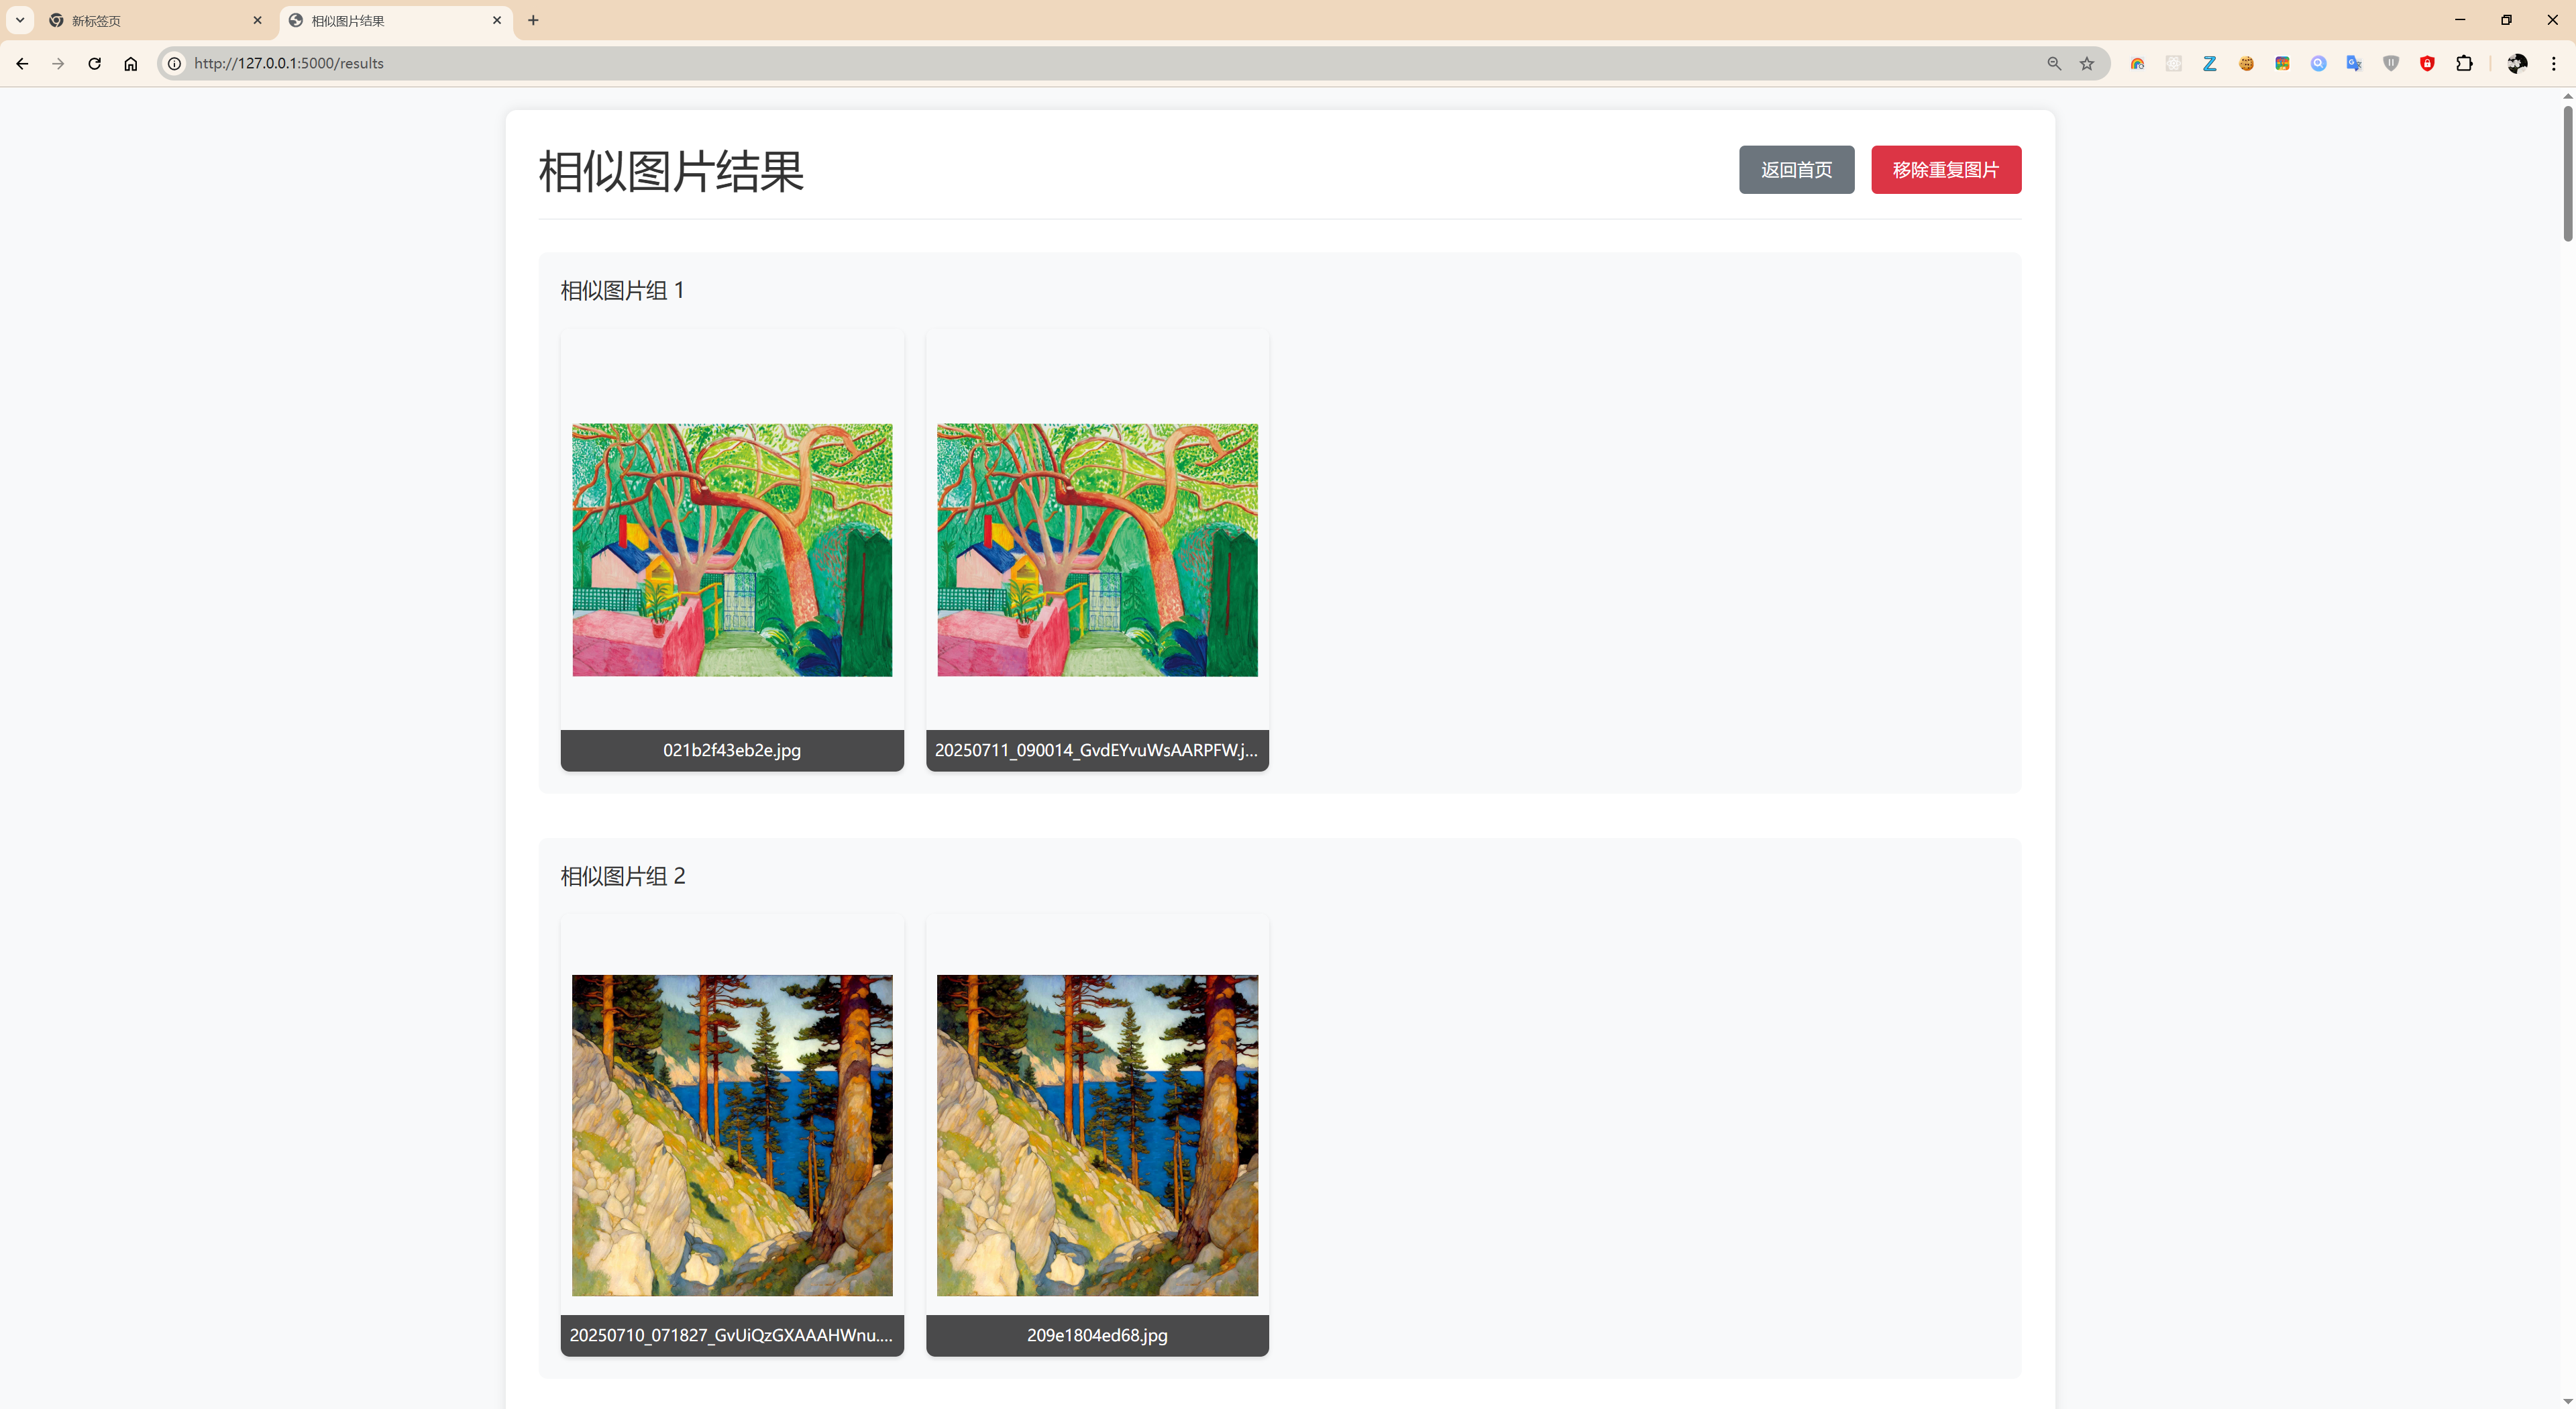 新标签页
相似图片结果
http://127.0.0.1:5000/results
相似图片结果
返回首页
移除重复图片
相似图片组 1
021b2f43eb2e.jpg
20250711_090014_GvdEYvuWsAARPFW.j...
相似图片组 2
20250710_071827_GvUiQzGXAAAHWnu....
209e1804ed68.jpg